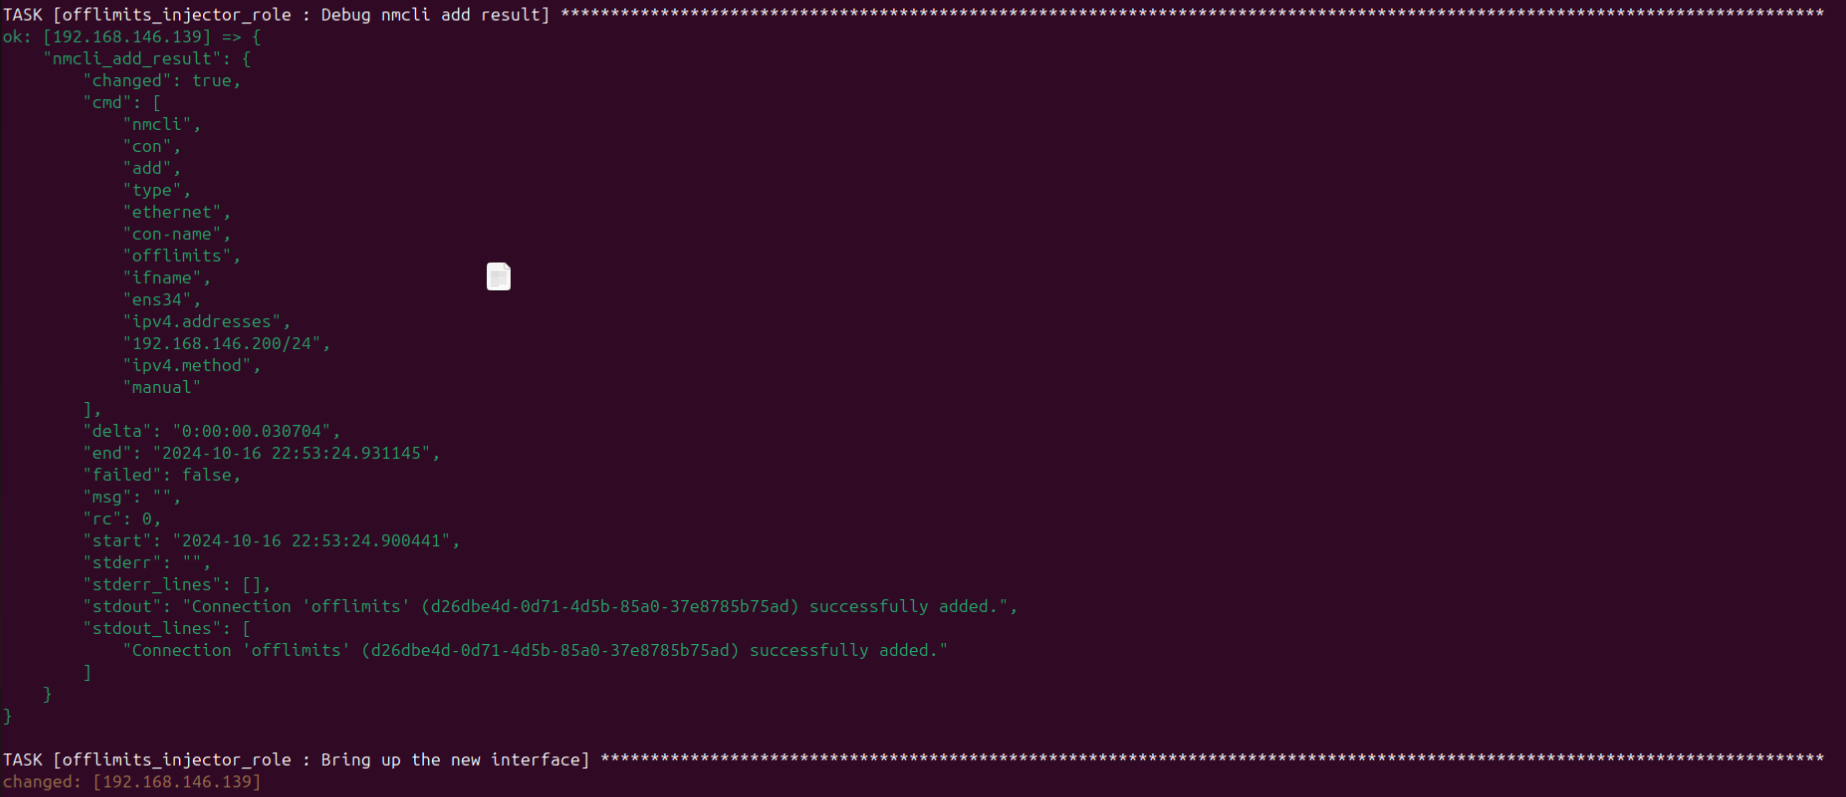 TASK [offlimits_injector_role : Debug nmcli add result] *******************************************************************************************************************************
ok: [192.168.146.139] => {
    "nmcli_add_result": {
        "changed": true,
        "cmd": [
            "nmcli",
            "con",
            "add",
            "type",
            "ethernet",
            "con-name",
            "offlimits",
            "ifname",
            "ens34",
            "ipv4.addresses",
            "192.168.146.200/24",
            "ipv4.method",
            "manual"
        ],
        "delta": "0:00:00.030704",
        "end": "2024-10-16 22:53:24.931145",
        "failed": false,
        "msg": "",
        "rc": 0,
        "start": "2024-10-16 22:53:24.900441",
        "stderr": "",
        "stderr_lines": [],
        "stdout": "Connection 'offlimits' (d26dbe4d-0d71-4d5b-85a0-37e8785b75ad) successfully added.",
        "stdout_lines": [
            "Connection 'offlimits' (d26dbe4d-0d71-4d5b-85a0-37e8785b75ad) successfully added."
        ]
    }
}
TASK [offlimits_injector_role : Bring up the new interface] ***************************************************************************************************************************
changed: [192.168.146.139]